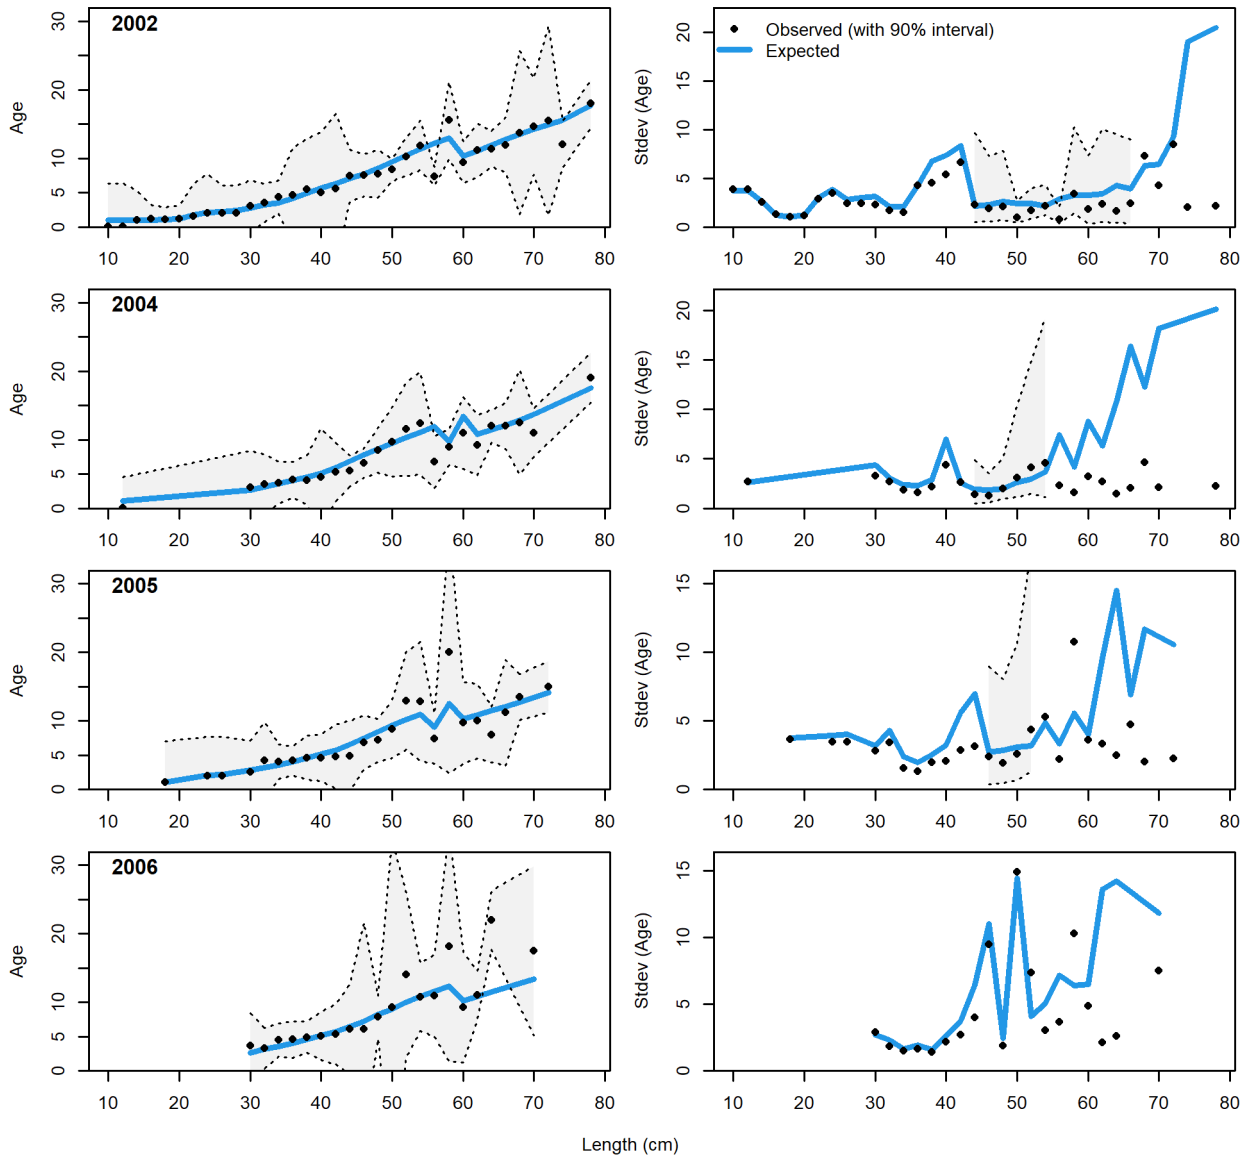 2002
Observed (with 90% interval)
Expected
Age
0 5 10 20 30
10 20 30 40 50 60 70 80
Stdev (Age)
0 5 10 15 20
10 20 30 40 50 60 70 80
2004
Age
0 5 10 20 30
10 20 30 40 50 60 70 80
Stdev (Age)
0 5 10 15 20
10 20 30 40 50 60 70 80
2005
Age
0 5 10 20 30
10 20 30 40 50 60 70 80
Stdev (Age)
0 5 10 15
10 20 30 40 50 60 70 80
2006
Age
0 5 10 20 30
10 20 30 40 50 60 70 80
Stdev (Age)
0 5 10 15
10 20 30 40 50 60 70 80
Length (cm)